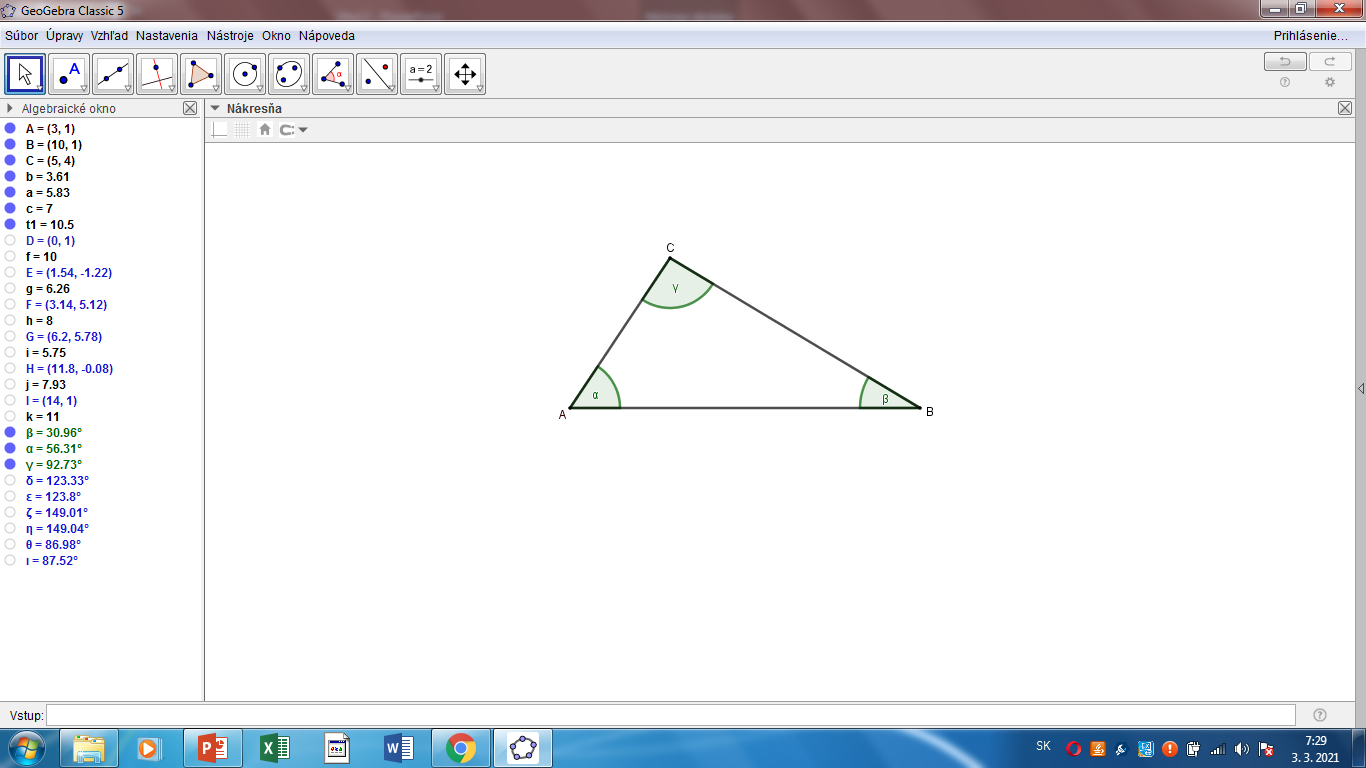 GeoGebra Classic 5
Súbor Úpravy Vzhľad Nastavenia Nástroje Okno Nápoveda Prihlásenie...
A
α
a=2
Algebraické okno
Nákresňa
A = (3, 1)
B = (10, 1)
C = (5, 4)
b = 3.61
a = 5.83
c = 7
t1 = 10.5
D = (0, 1)
f = 10
E = (1.54, -1.22)
g = 6.26
F = (3.14, 5.12)
h = 8
G = (6.2, 5.78)
i = 5.75
H = (11.8, -0.08)
j = 7.93
I = (14, 1)
k = 11
β = 30.96°
α = 56.31°
γ = 92.73°
δ = 123.33°
ε = 123.8°
ζ = 149.01°
η = 149.04°
θ = 86.98°
ι = 87.52°
C
γ
α
β
A
B
Vstup:
SK
7:29
3. 3. 2021